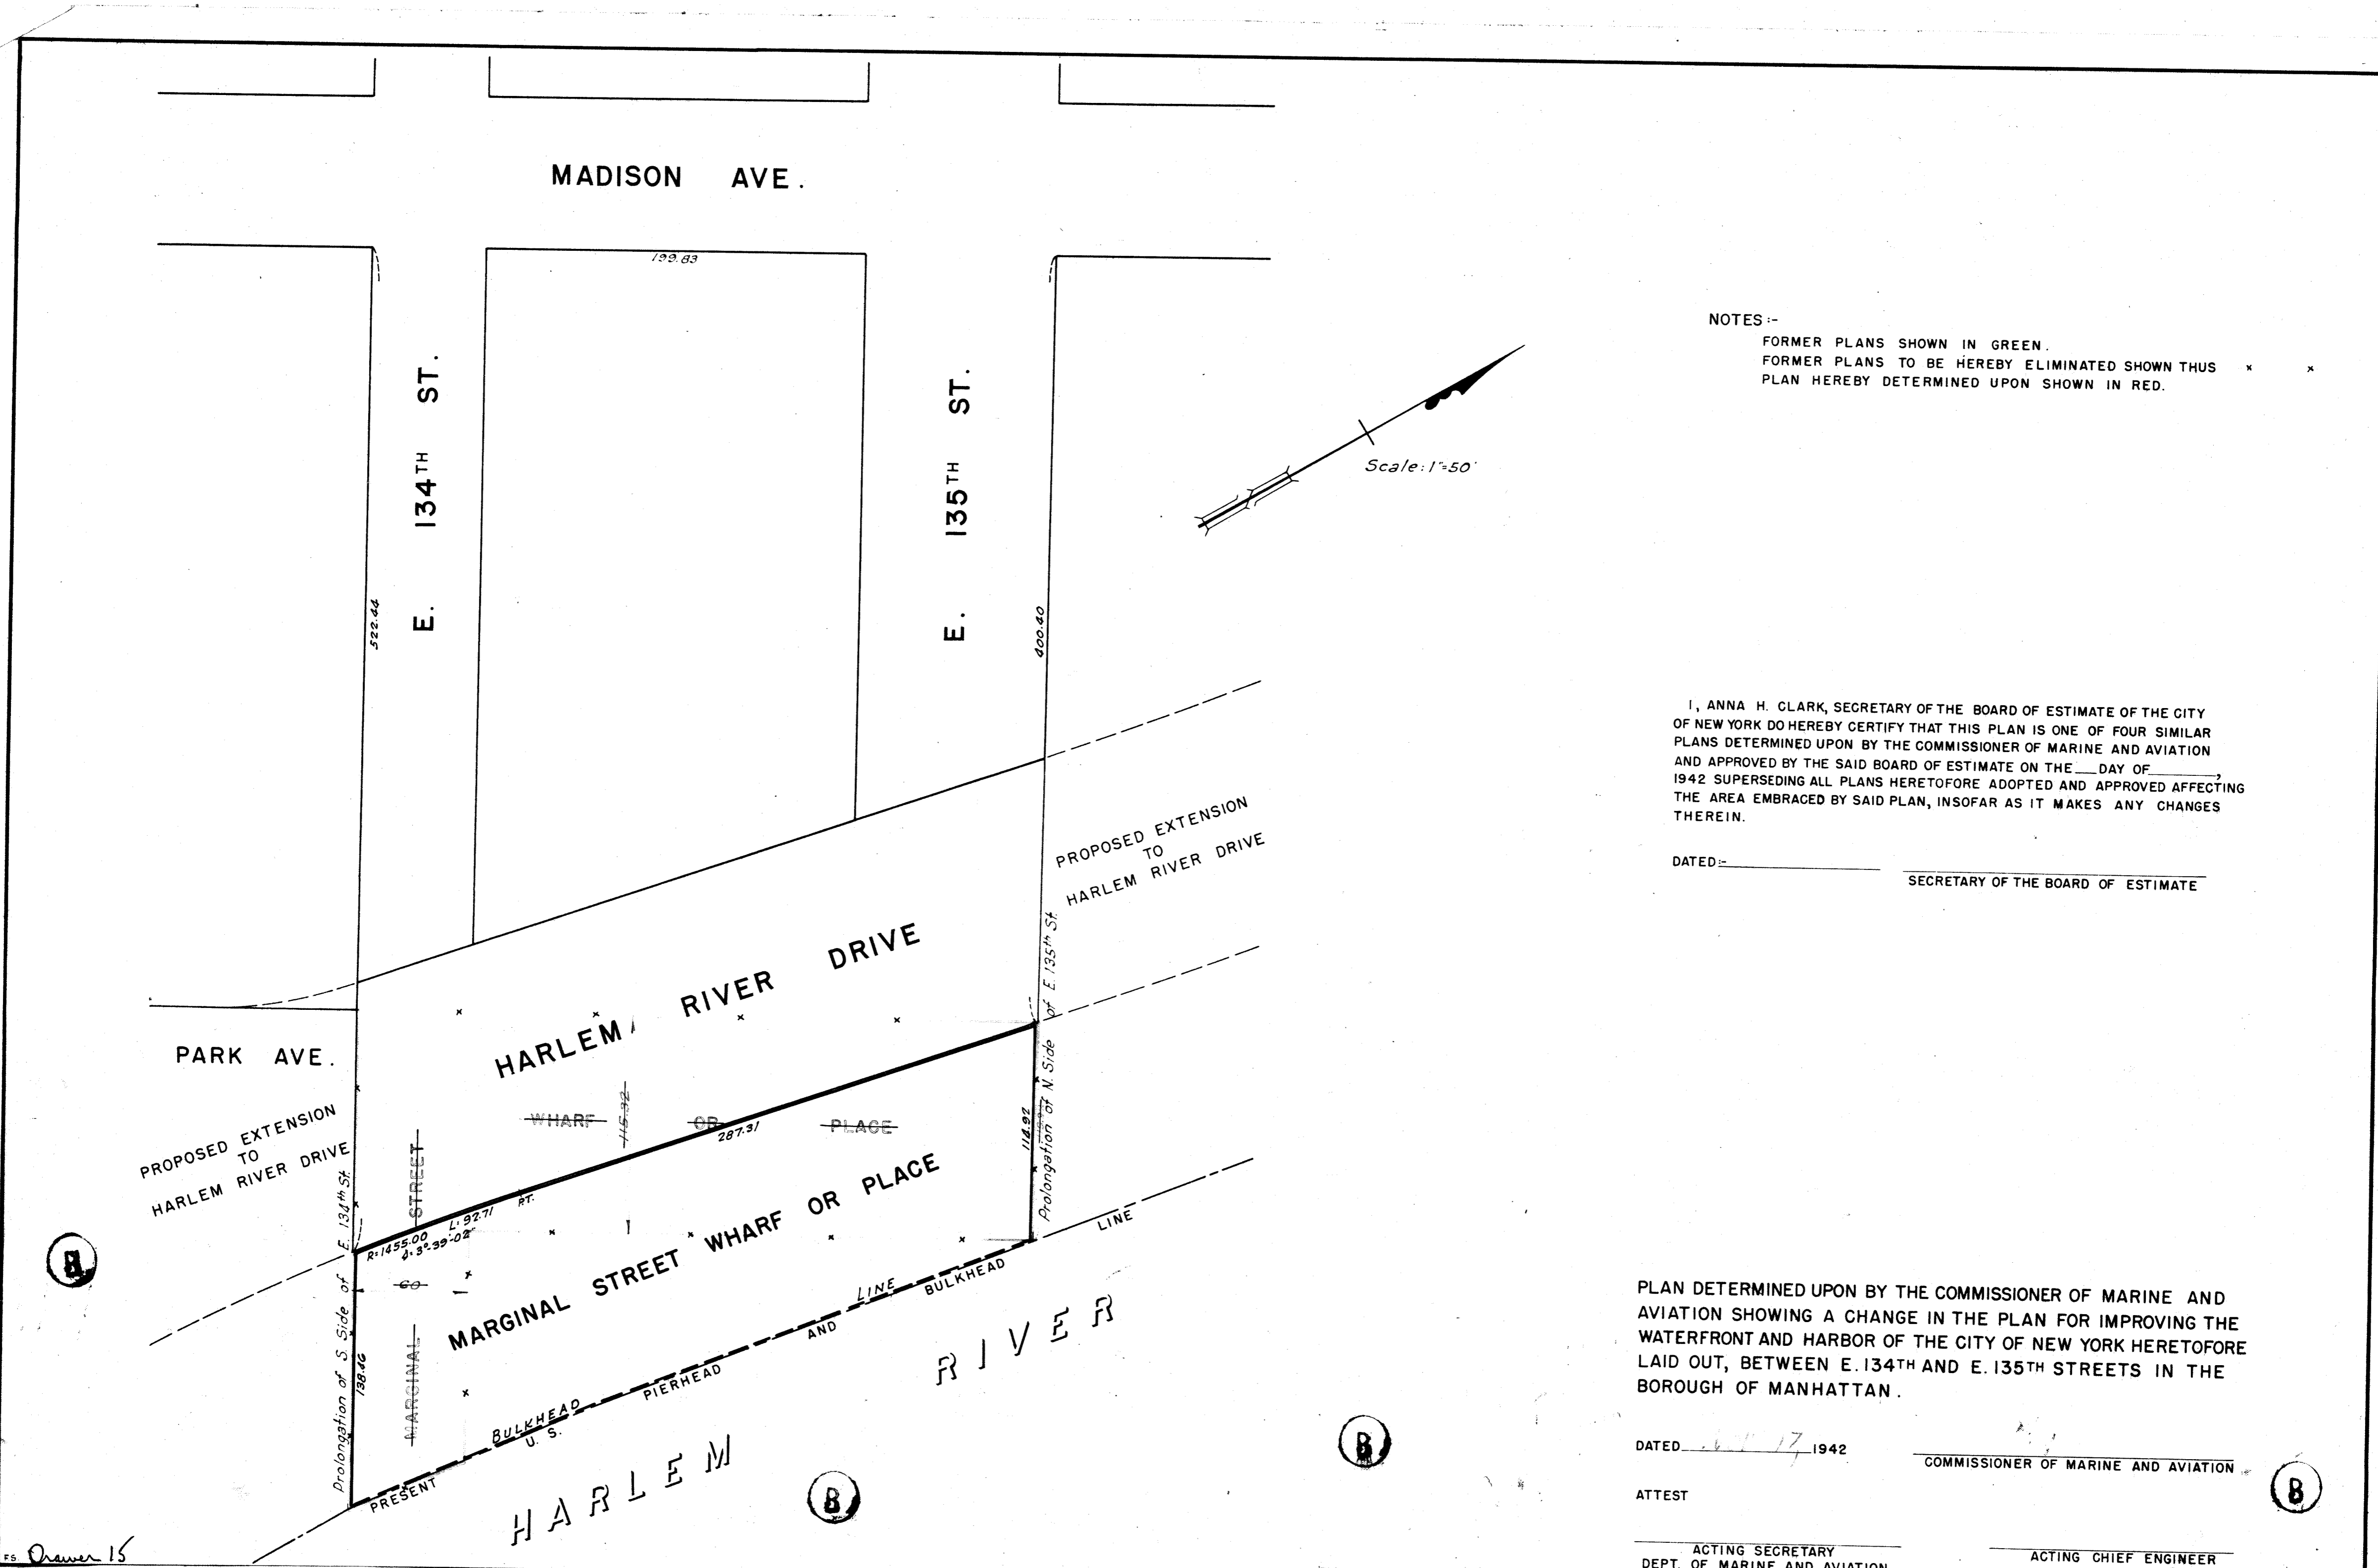 MADISON AVE.
199.83
E. 134TH ST.
E. 135TH ST.
522.44
400.40
Scale: 1"=50'
NOTES :-
FORMER PLANS SHOWN IN GREEN.
FORMER PLANS TO BE HEREBY ELIMINATED SHOWN THUS x x
PLAN HEREBY DETERMINED UPON SHOWN IN RED.
I, ANNA H. CLARK, SECRETARY OF THE BOARD OF ESTIMATE OF THE CITY
OF NEW YORK DO HEREBY CERTIFY THAT THIS PLAN IS ONE OF FOUR SIMILAR
PLANS DETERMINED UPON BY THE COMMISSIONER OF MARINE AND AVIATION
AND APPROVED BY THE SAID BOARD OF ESTIMATE ON THE___DAY OF________,
1942 SUPERSEDING ALL PLANS HERETOFORE ADOPTED AND APPROVED AFFECTING
THE AREA EMBRACED BY SAID PLAN, INSOFAR AS IT MAKES ANY CHANGES
THEREIN.
DATED:-
SECRETARY OF THE BOARD OF ESTIMATE
PROPOSED EXTENSION
TO
HARLEM RIVER DRIVE
HARLEM RIVER DRIVE
PARK AVE.
PROPOSED EXTENSION
TO
HARLEM RIVER DRIVE
Prolongation of N. Side of E. 135th St.
Prolongation of S. Side of E. 134th St.
WHARF OR PLACE
115.32
287.31
114.92
STREET
MARGINAL
60
R=1455.00
L=92.71
Δ=3°-39'-02"
P.T.
138.46
MARGINAL STREET WHARF OR PLACE
PRESENT BULKHEAD LINE
U. S. PIERHEAD AND BULKHEAD LINE
HARLEM RIVER
B
B
B
PLAN DETERMINED UPON BY THE COMMISSIONER OF MARINE AND
AVIATION SHOWING A CHANGE IN THE PLAN FOR IMPROVING THE
WATERFRONT AND HARBOR OF THE CITY OF NEW YORK HERETOFORE
LAID OUT, BETWEEN E. 134TH AND E. 135TH STREETS IN THE
BOROUGH OF MANHATTAN.
DATED 17, 1942
COMMISSIONER OF MARINE AND AVIATION
ATTEST
ACTING SECRETARY
DEPT. OF MARINE AND AVIATION
ACTING CHIEF ENGINEER
F.S. Drawer 15